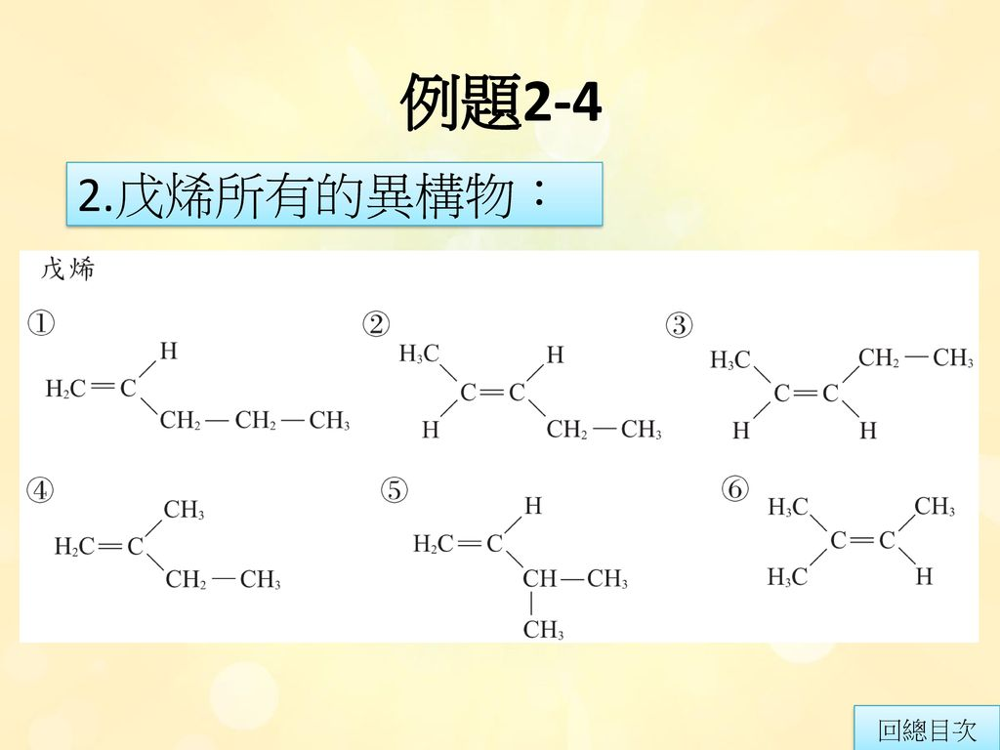 例題2-4
2.戊烯所有的異構物：
戊烯
① ② ③
H H₃C H H₃C CH₂ — CH₃
H₂C ═ C C ═ C C ═ C
CH₂ — CH₂ — CH₃ H CH₂ — CH₃ H H
④ ⑤ ⑥
CH₃ H H₃C CH₃
H₂C ═ C H₂C ═ C C ═ C
CH₂ — CH₃ CH — CH₃ H₃C H
CH₃
回總目次